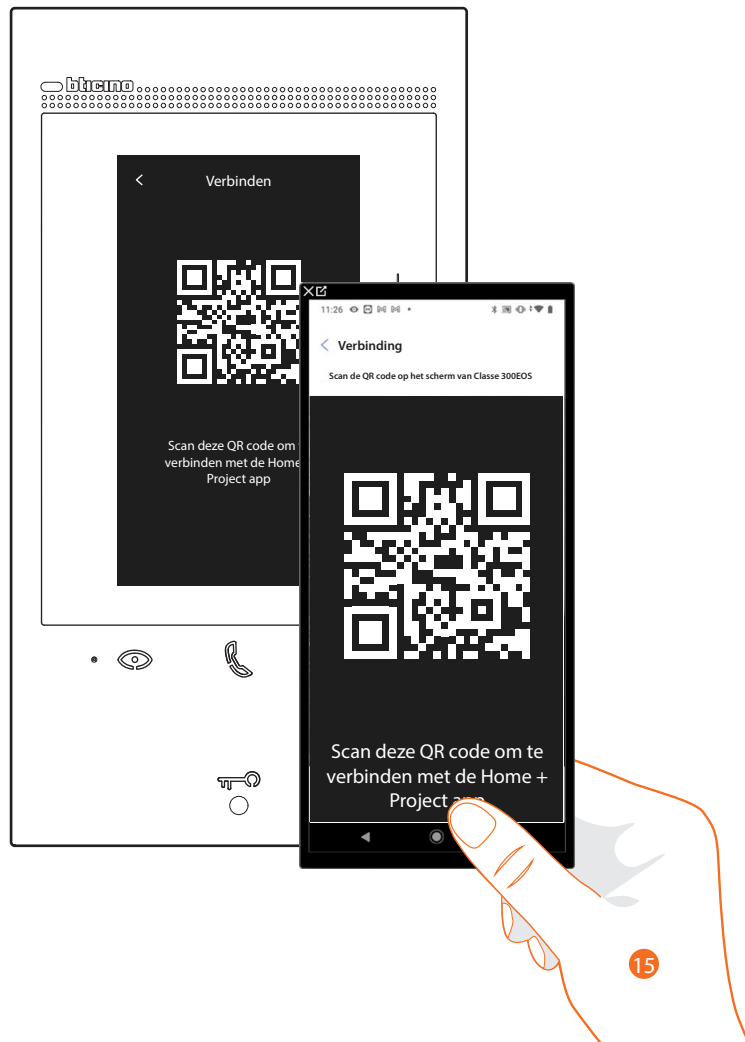 bticino
Verbinden
Scan deze QR code om
verbinden met de Home
Project app
11:26
Verbinding
Scan de QR code op het scherm van Classe 300EOS
Scan deze QR code om te
verbinden met de Home +
Project
15